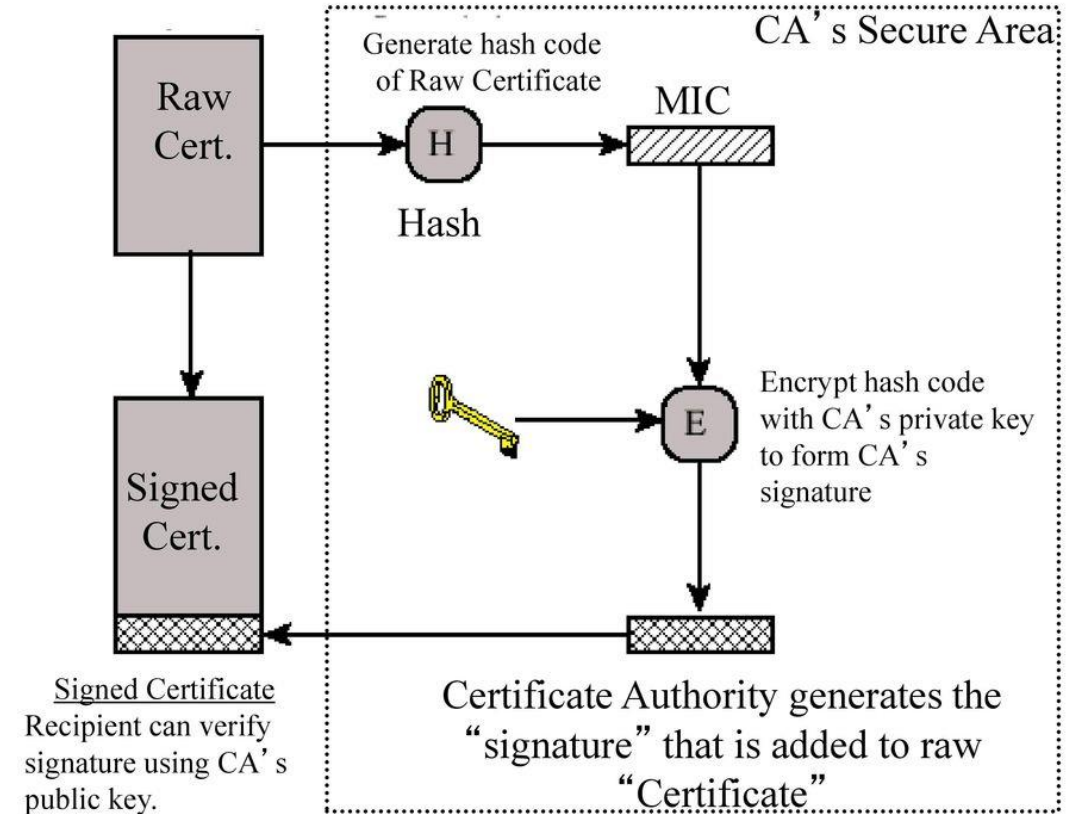 CA’s Secure Area
Generate hash code
of Raw Certificate
MIC
Raw
Cert.
H
Hash
Encrypt hash code
with CA’s private key
to form CA’s
signature
E
Signed
Cert.
Signed Certificate
Recipient can verify
signature using CA’s
public key.
Certificate Authority generates the
“signature” that is added to raw
“Certificate”